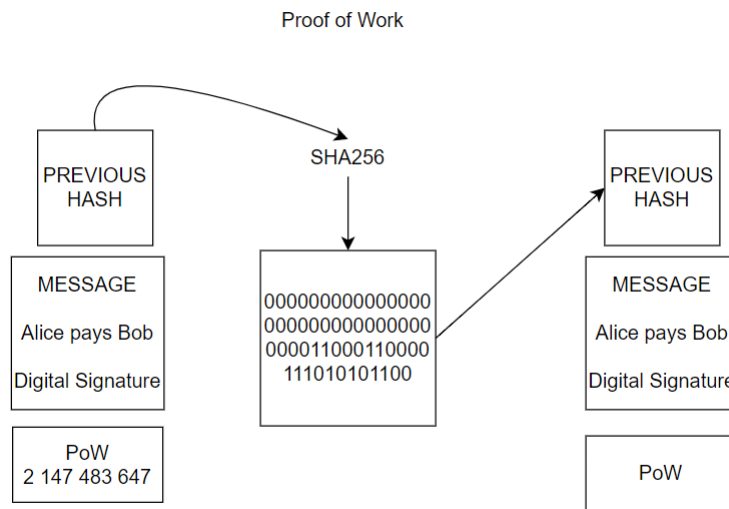 Proof of Work
PREVIOUS
HASH
MESSAGE
Alice pays Bob
Digital Signature
PoW
2 147 483 647
SHA256
000000000000000
000000000000000
000011000110000
111010101100
PREVIOUS
HASH
MESSAGE
Alice pays Bob
Digital Signature
PoW